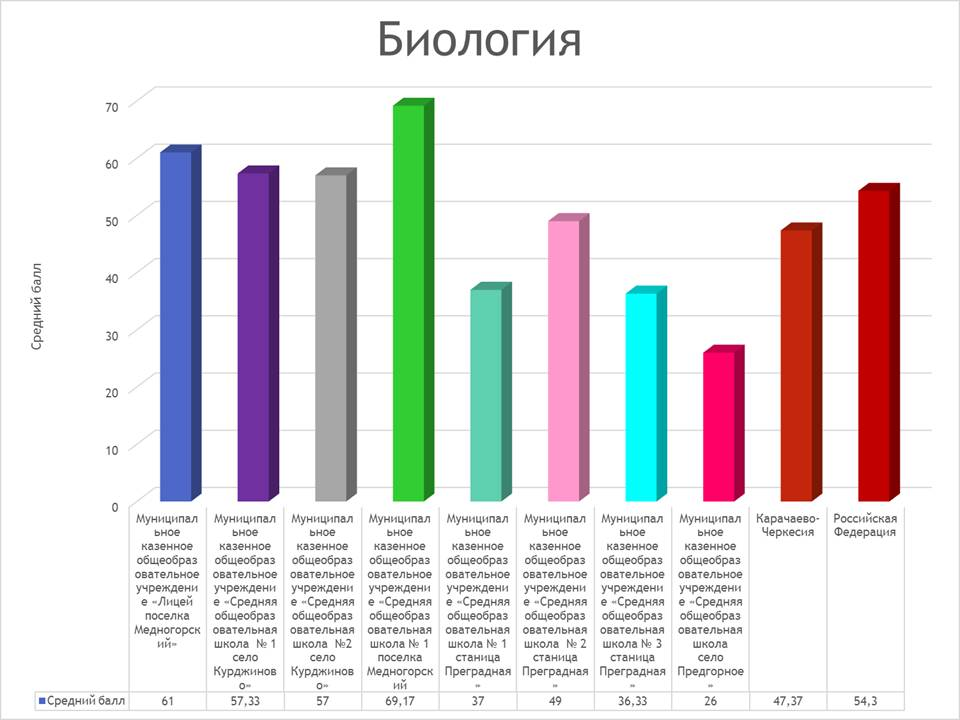 Биология
Средний балл
70
60
50
40
30
20
10
0
Муниципал
ьное
казенное
общеобраз
овательное
учреждени
е «Лицей
поселка
Медногорск
ий»
Муниципал
ьное
казенное
общеобраз
овательное
учреждени
е «Средняя
общеобраз
овательная
школа № 1
село
Курджинов
о»
Муниципал
ьное
казенное
общеобраз
овательное
учреждени
е «Средняя
общеобраз
овательная
школа №2
село
Курджинов
о»
Муниципал
ьное
казенное
общеобраз
овательное
учреждени
е «Средняя
общеобраз
овательная
школа № 1
поселка
Медногорск
ий
Муниципал
ьное
казенное
общеобраз
овательное
учреждени
е «Средняя
общеобраз
овательная
школа № 1
станица
Преградная
»
Муниципал
ьное
казенное
общеобраз
овательное
учреждени
е «Средняя
общеобраз
овательная
школа № 2
станица
Преградная
»
Муниципал
ьное
казенное
общеобраз
овательное
учреждени
е «Средняя
общеобраз
овательная
школа № 3
станица
Преградная
»
Муниципал
ьное
казенное
общеобраз
овательное
учреждени
е «Средняя
общеобраз
овательная
школа
село
Предгорное
»
Карачаево-
Черкесия
Российская
Федерация
Средний балл 61 57,33 57 69,17 37 49 36,33 26 47,37 54,3